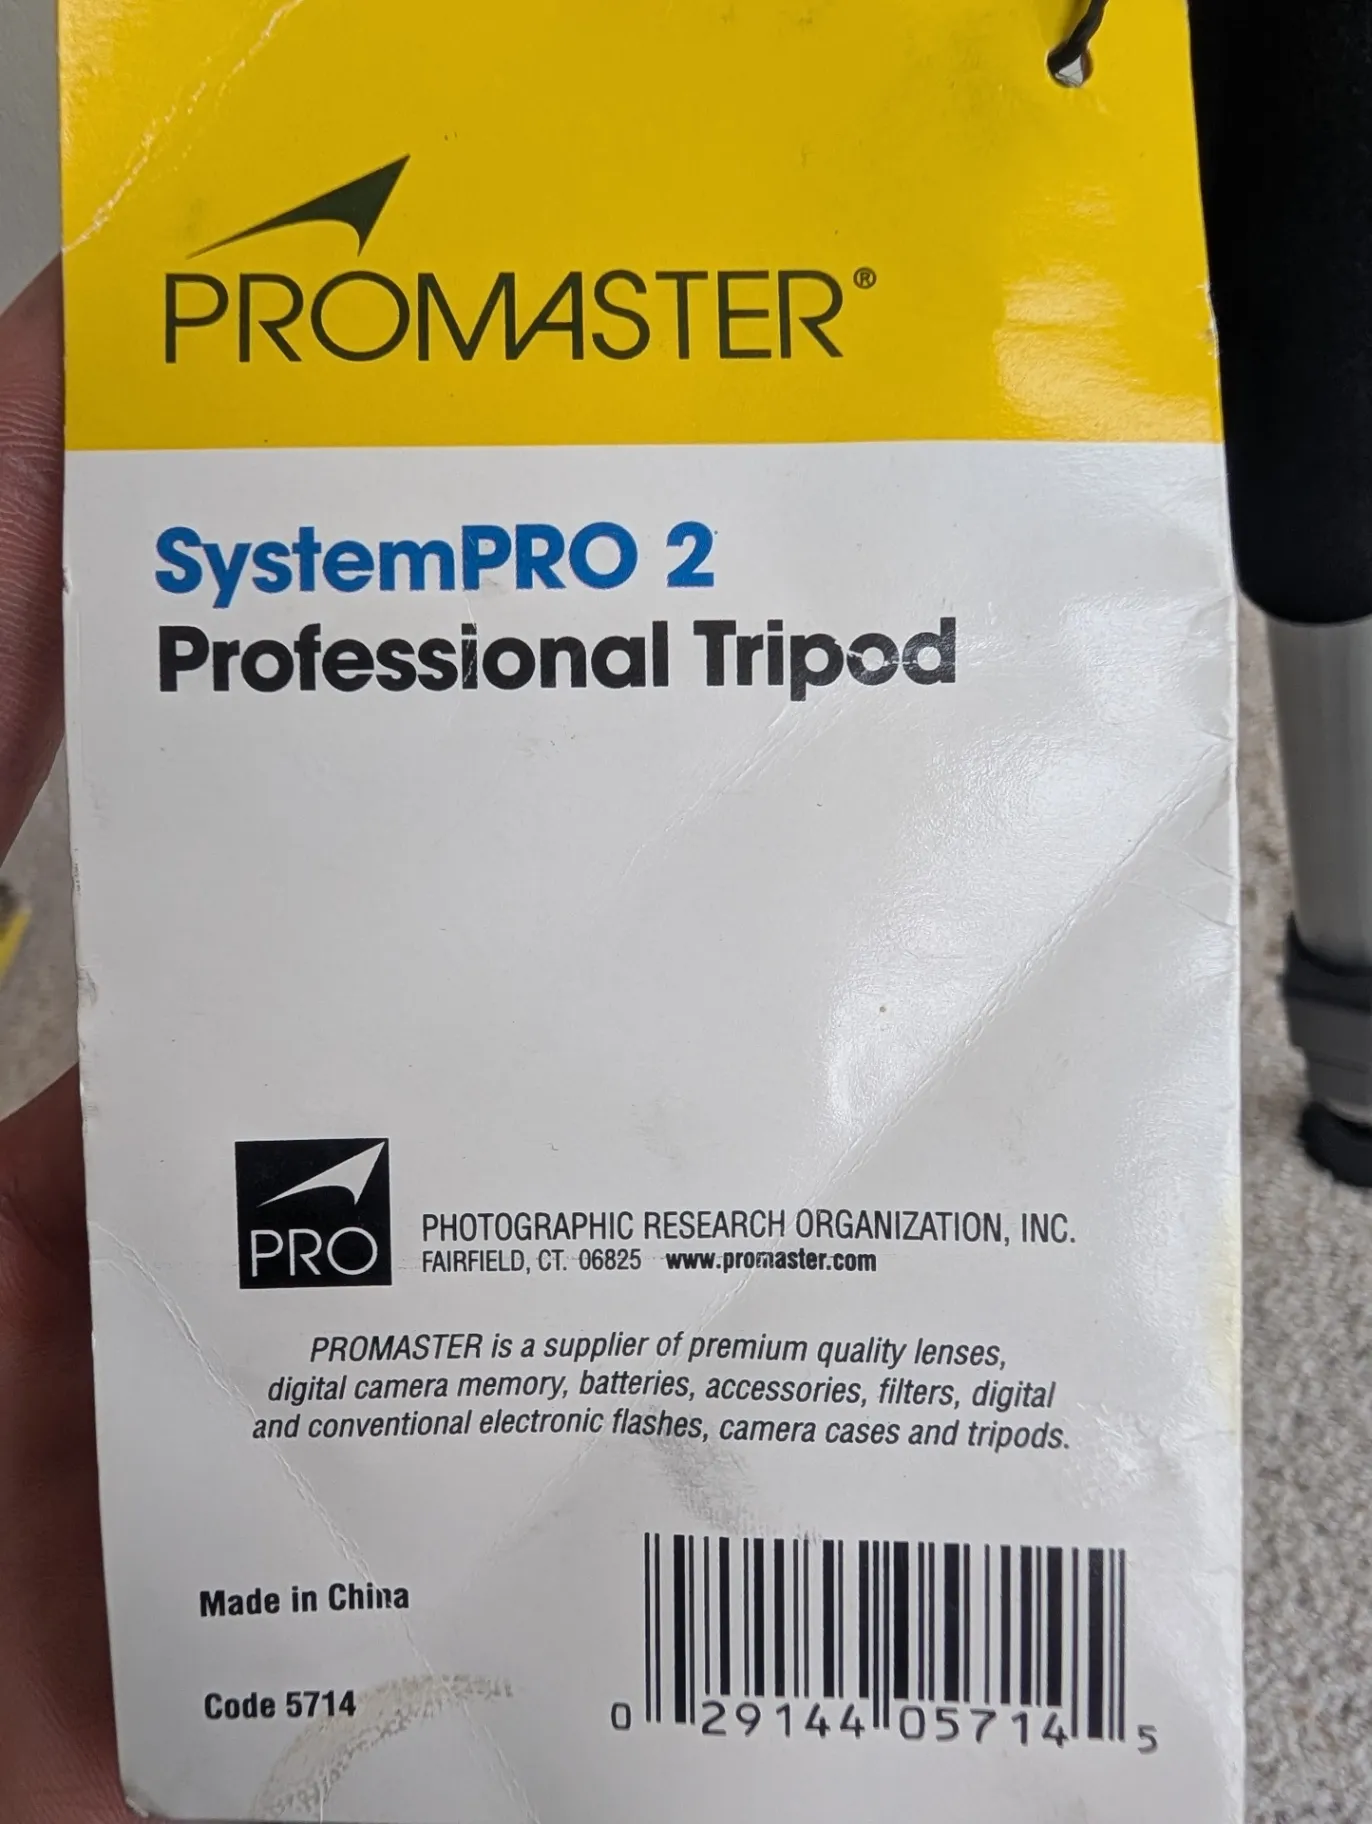 PROMASTER®
SystemPRO 2
Professional Tripod
PRO
PHOTOGRAPHIC RESEARCH ORGANIZATION, INC.
FAIRFIELD, CT. 06825 www.promaster.com
PROMASTER is a supplier of premium quality lenses,
digital camera memory, batteries, accessories, filters, digital
and conventional electronic flashes, camera cases and tripods.
Made in China
Code 5714
0 29144 05714 5